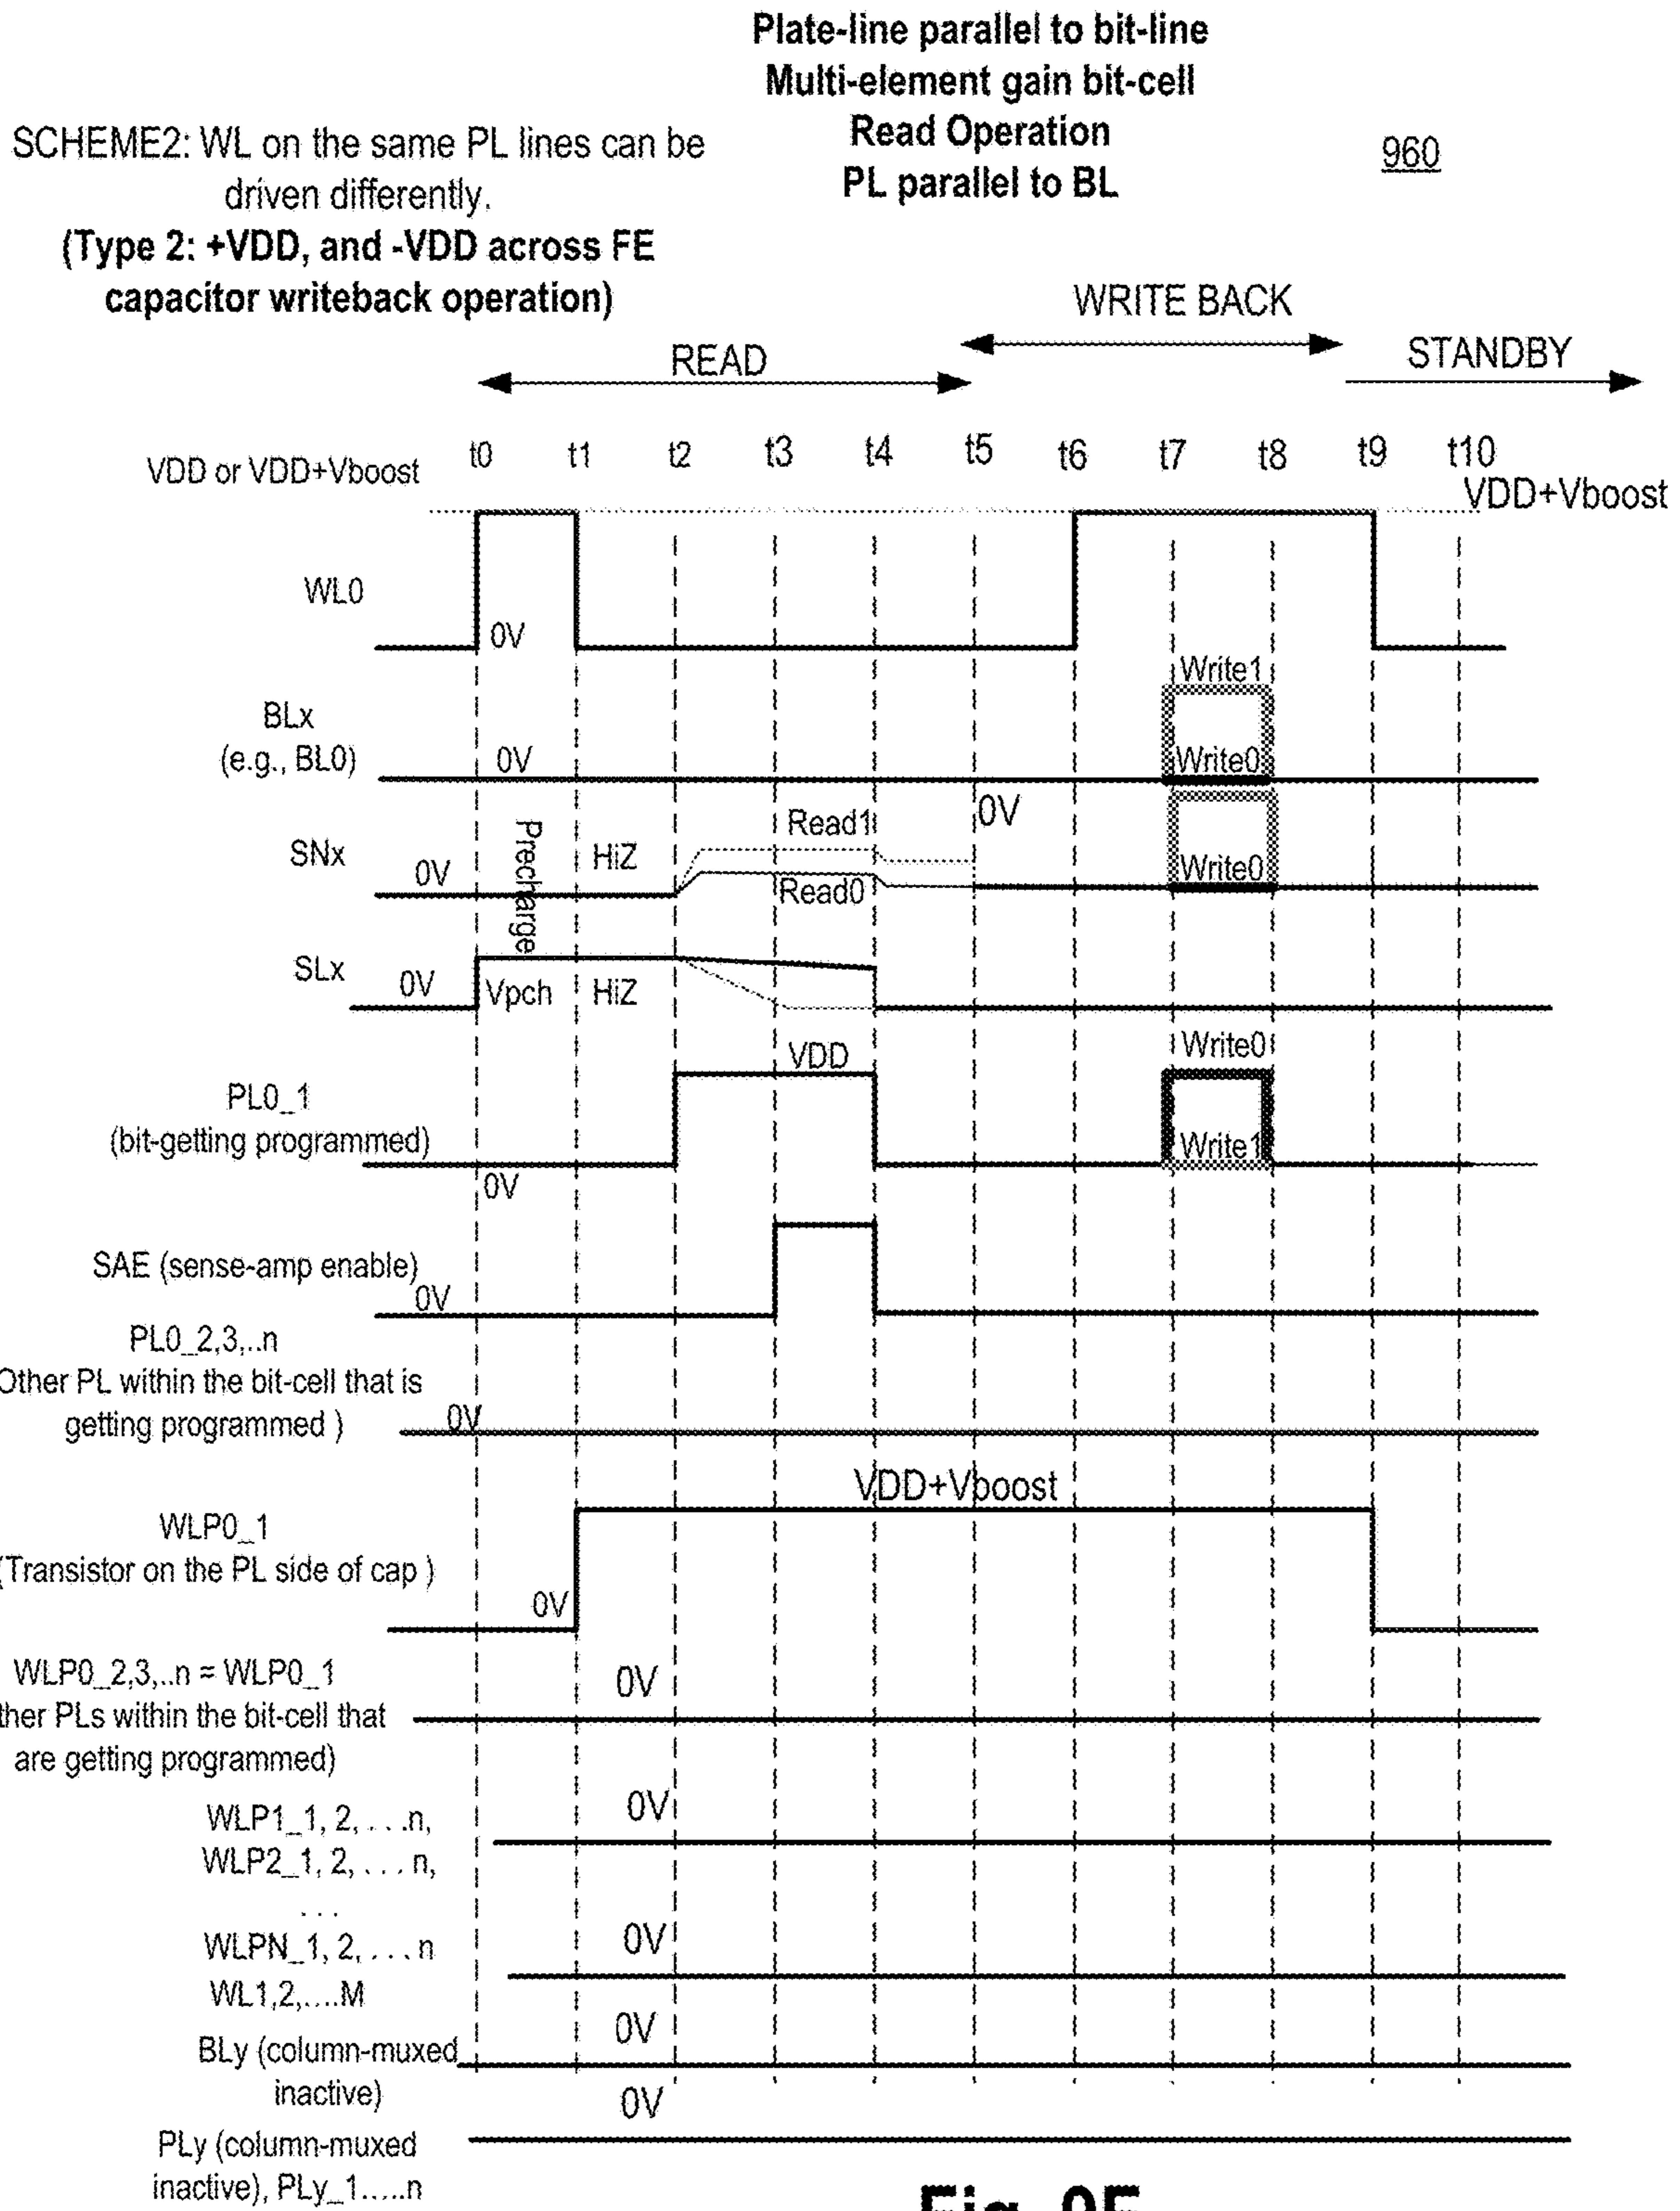 Plate-line parallel to bit-line
Multi-element gain bit-cell
Read Operation
PL parallel to BL
960
SCHEME2: WL on the same PL lines can be
driven differently.
(Type 2: +VDD, and -VDD across FE
capacitor writeback operation)
WRITE BACK
READ
STANDBY
VDD or VDD+Vboost
t0 t1 t2 t3 t4 t5 t6 t7 t8 t9 t10
VDD+Vboost
WL0
0V
Write1
BLx
(e.g., BL0)
0V
Write0
0V
Precharge
SNx
0V
HiZ
Read1
Read0
Write0
SLx
0V
Vpch
HiZ
VDD
Write0
PL0_1
(bit-getting programmed)
Write1
0V
SAE (sense-amp enable)
0V
PL0_2,3,..n
Other PL within the bit-cell that is
getting programmed )
0V
VDD+Vboost
WLP0_1
(Transistor on the PL side of cap )
0V
WLP0_2,3,..n = WLP0_1
ther PLs within the bit-cell that
are getting programmed)
0V
WLP1_1, 2, . . .n,
0V
WLP2_1, 2, . . . n,
. . .
WLPN_1, 2, . . . n
0V
WL1,2,....M
0V
BLy (column-muxed
inactive)
0V
PLy (column-muxed
inactive), PLy_1.....n